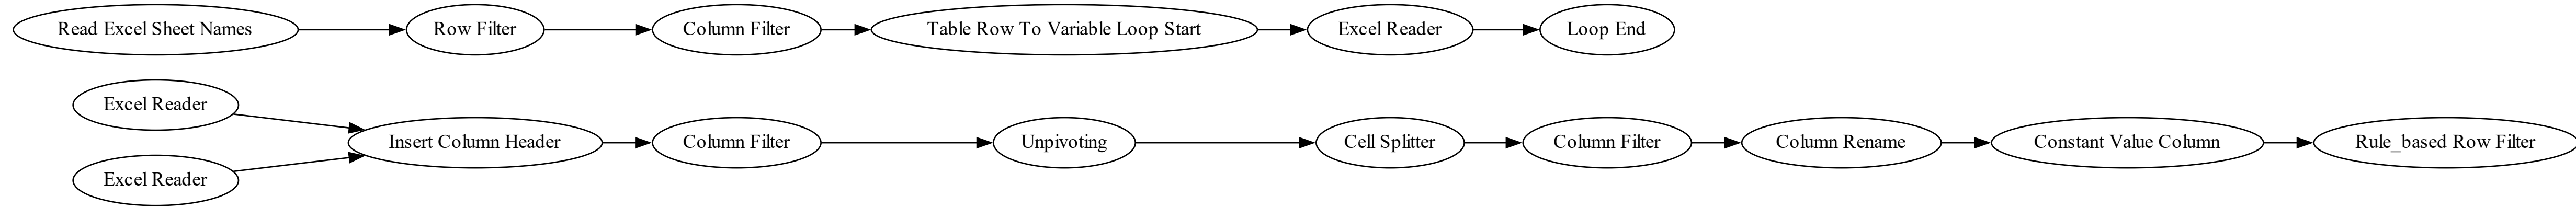 Read Excel Sheet Names
Row Filter
Column Filter
Table Row To Variable Loop Start
Excel Reader
Loop End
Excel Reader
Excel Reader
Insert Column Header
Column Filter
Unpivoting
Cell Splitter
Column Filter
Column Rename
Constant Value Column
Rule_based Row Filter